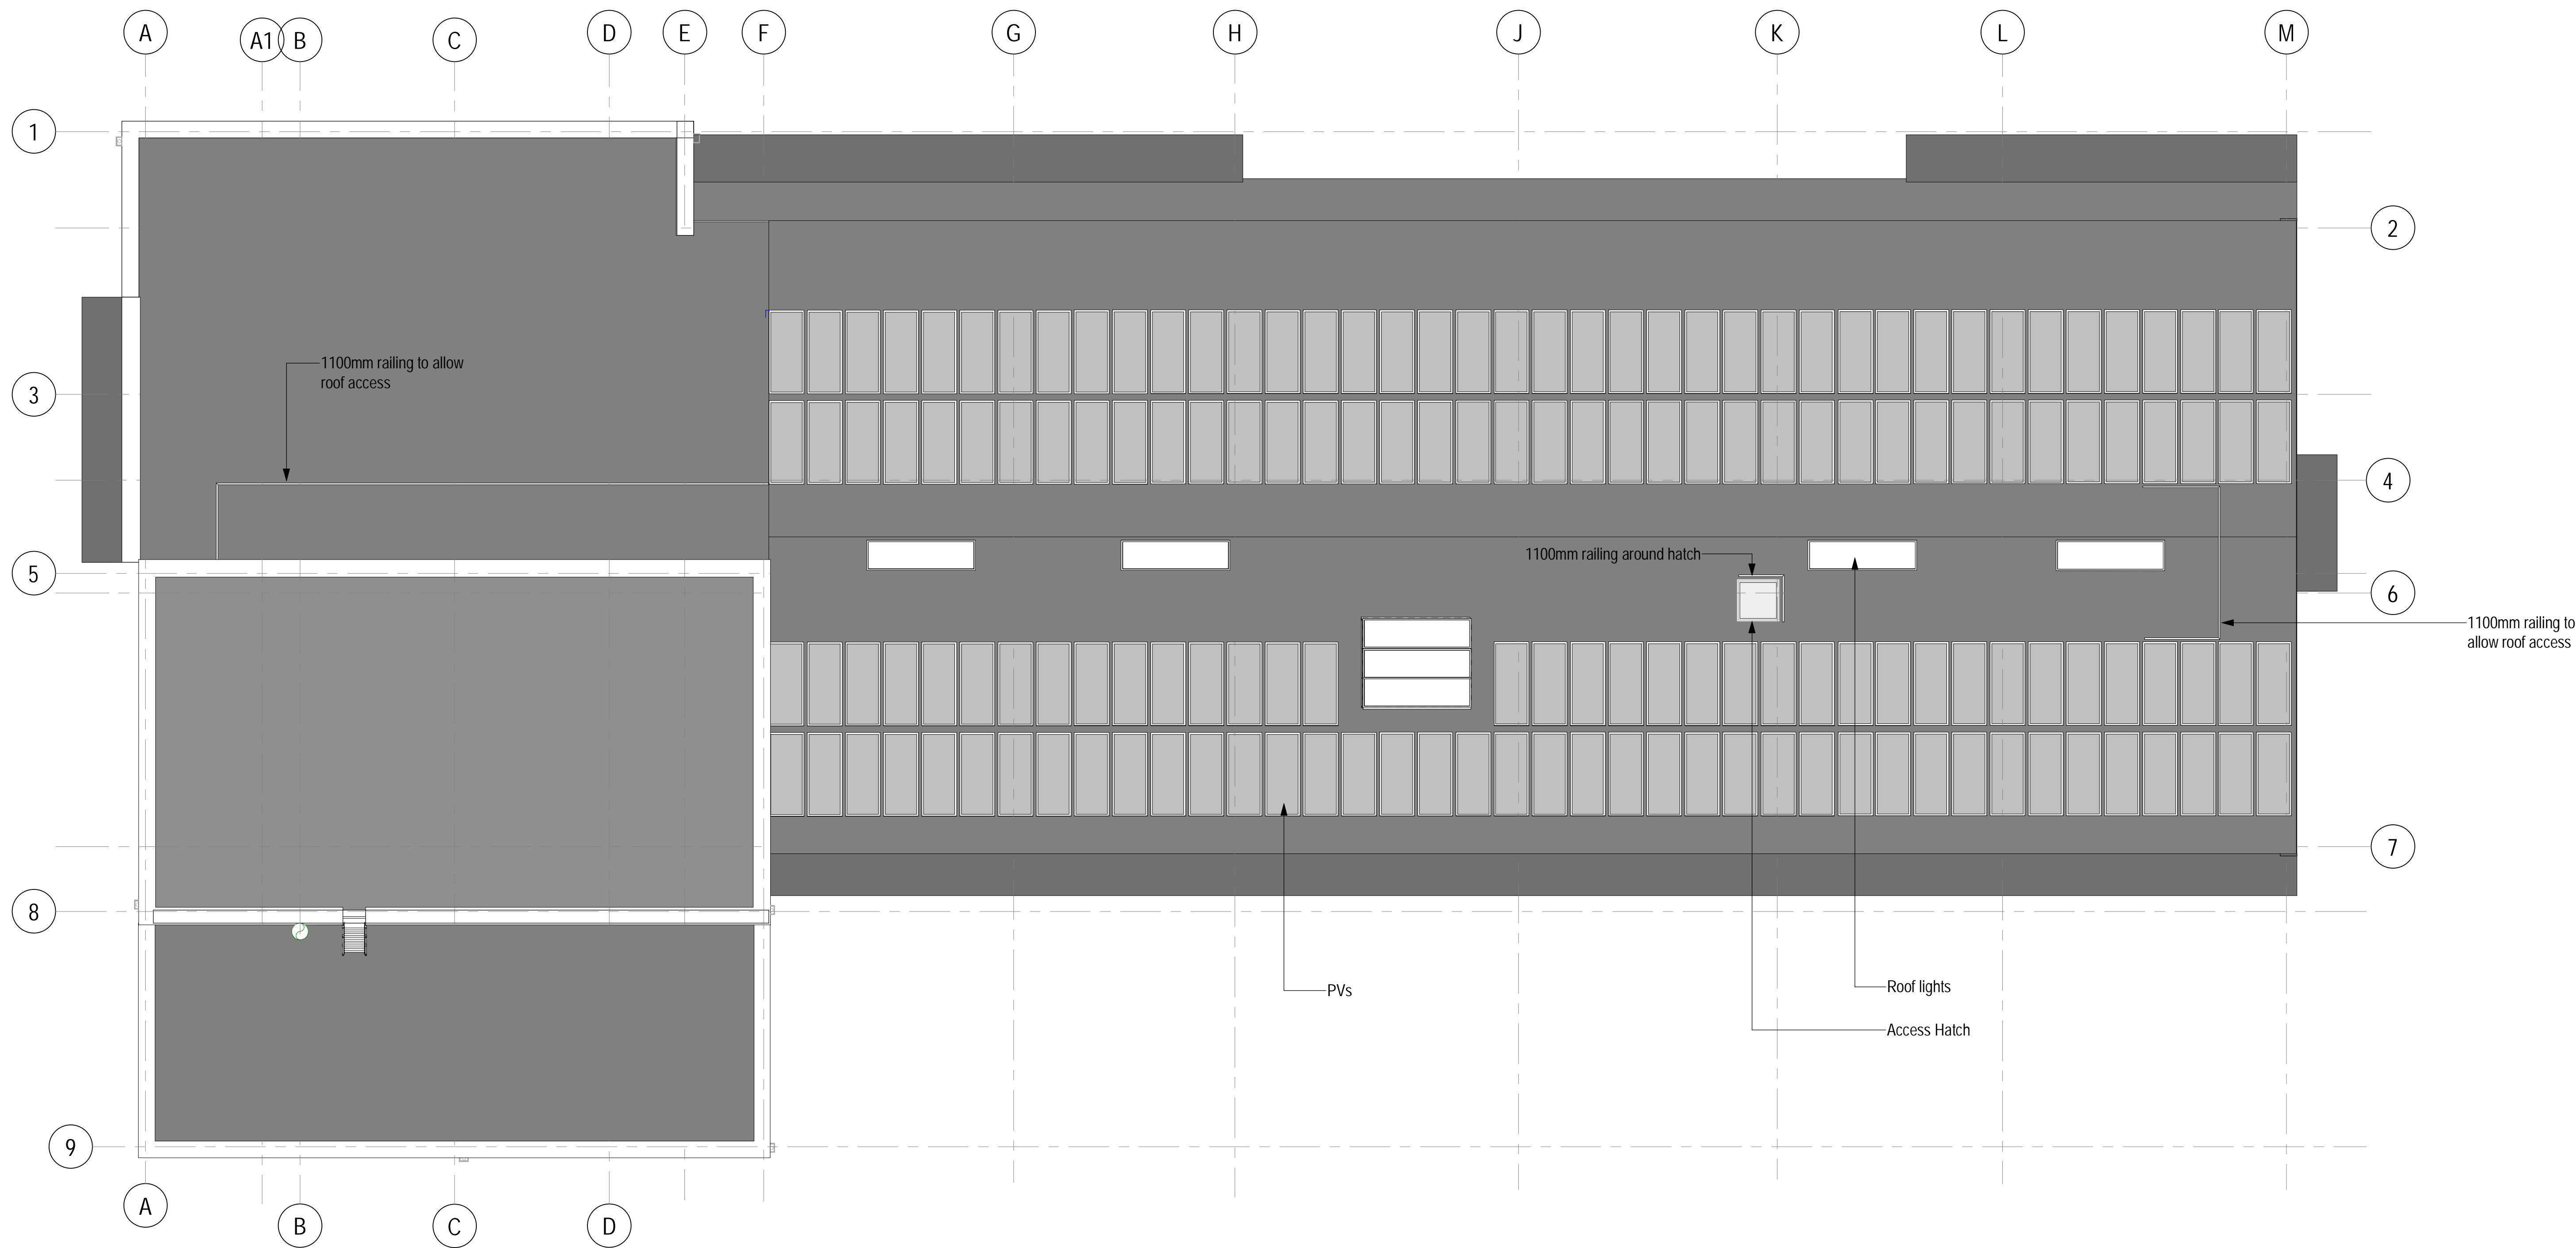 A
A1
B
C
D
E
F
G
H
J
K
L
M
1
2
1100mm railing to allow
roof access
3
4
1100mm railing around hatch
5
6
1100mm railing to
allow roof access
7
8
PVs
Roof lights
Access Hatch
9
A
B
C
D